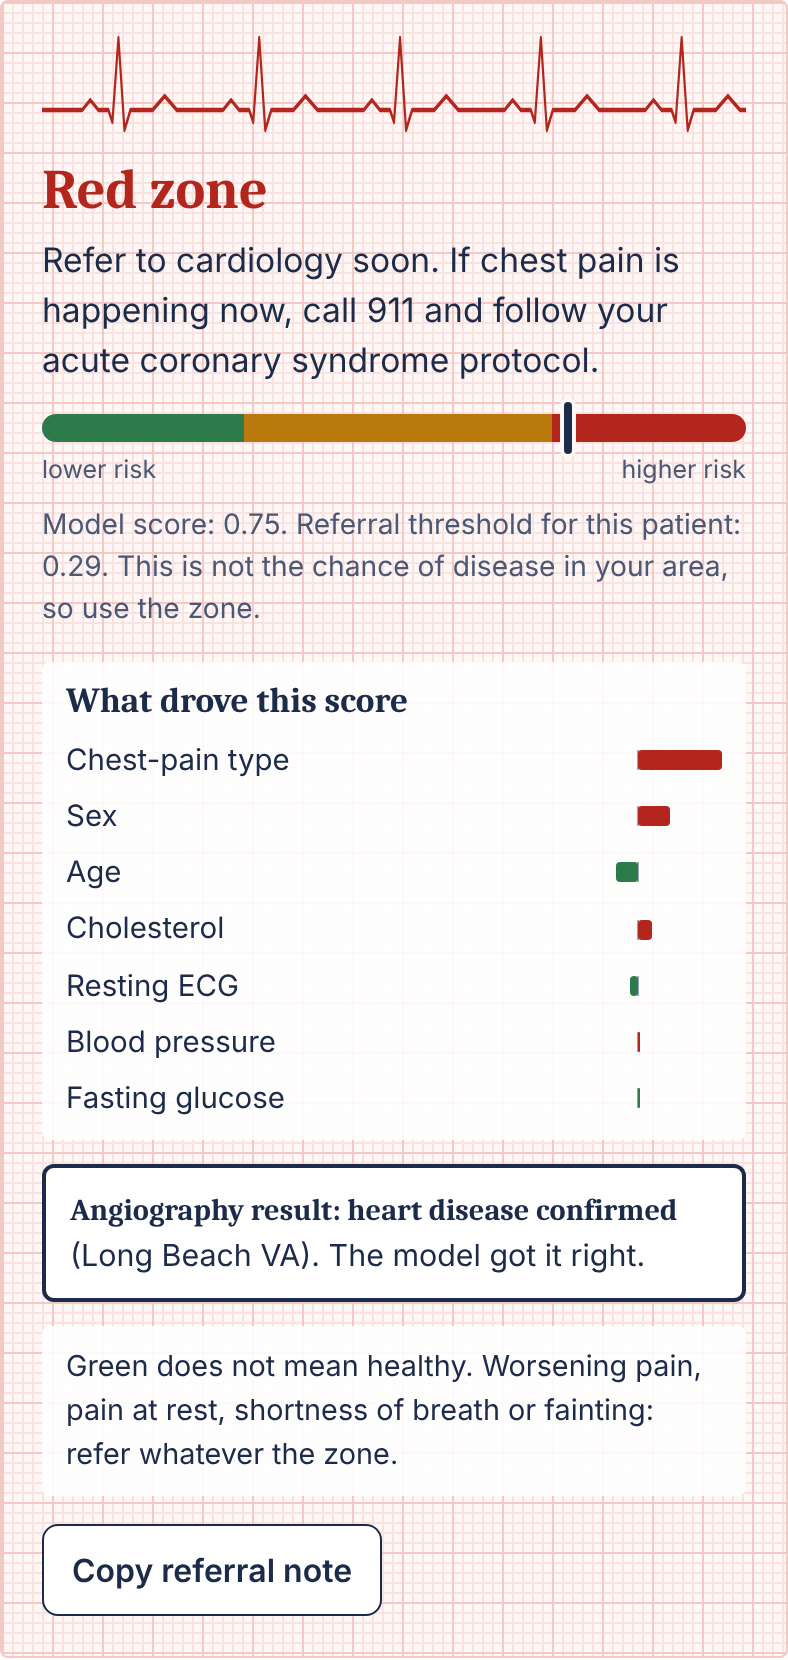 Red zone
Refer to cardiology soon. If chest pain is
happening now, call 911 and follow your
acute coronary syndrome protocol.
lower risk
higher risk
Model score: 0.75. Referral threshold for this patient:
0.29. This is not the chance of disease in your area,
so use the zone.
What drove this score
Chest-pain type
Sex
Age
Cholesterol
Resting ECG
Blood pressure
Fasting glucose
Angiography result: heart disease confirmed
(Long Beach VA). The model got it right.
Green does not mean healthy. Worsening pain,
pain at rest, shortness of breath or fainting:
refer whatever the zone.
Copy referral note